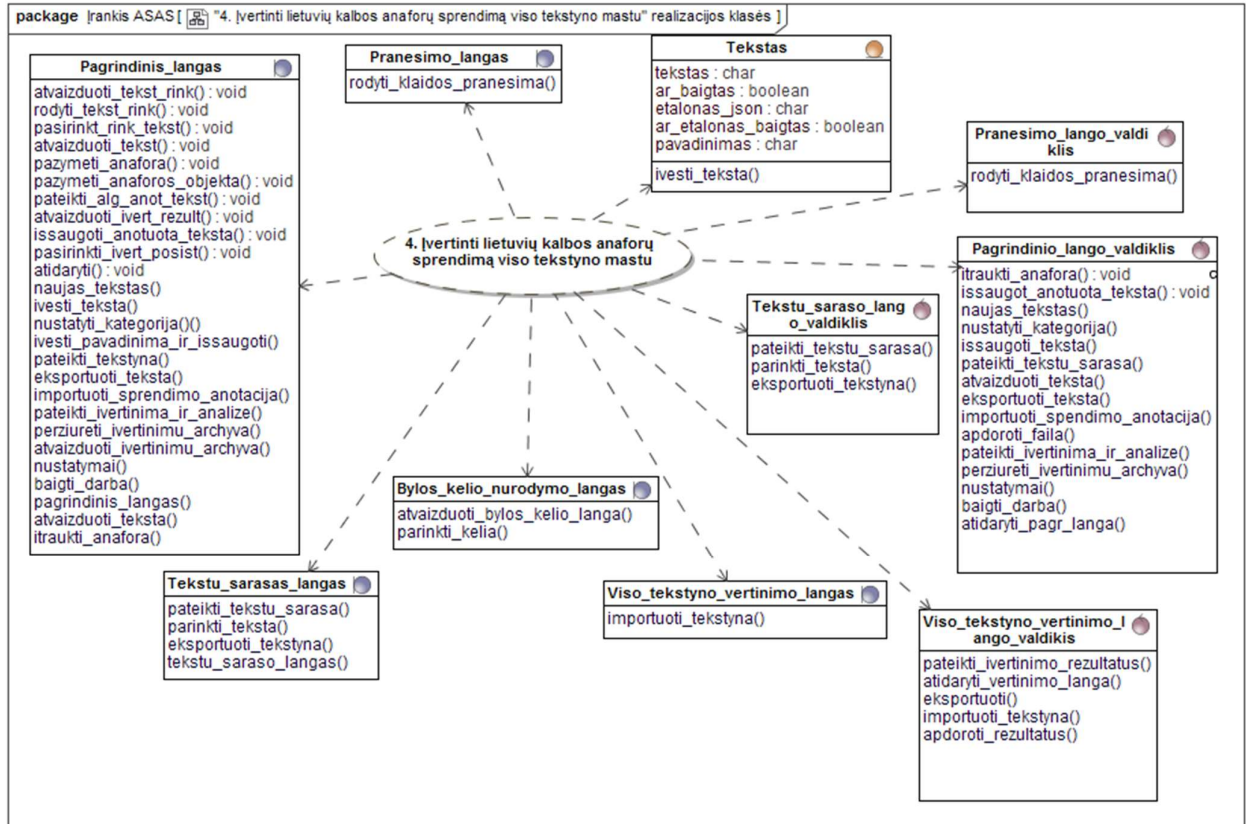 package Įrankis ASAS [ "4. Įvertinti lietuvių kalbos anaforų sprendimą viso tekstyno mastu" realizacijos klasės ]
Pagrindinis_langas
atvaizduoti_tekst_rink() : void
rodyti_tekst_rink() : void
pasirinkt_rink_tekst() : void
atvaizduoti_tekst() : void
pazymeti_anafora() : void
pazymeti_anaforos_objekta() : void
pateikti_alg_anot_tekst() : void
atvaizduoti_ivert_rezult() : void
issaugoti_anotuota_teksta() : void
pasirinkti_ivert_posist() : void
atidaryti() : void
naujas_tekstas()
ivesti_teksta()
nustatyti_kategorija()()
ivesti_pavadinima_ir_issaugoti()
pateikti_tekstyna()
eksportuoti_teksta()
importuoti_sprendimo_anotacija()
pateikti_ivertinima_ir_analize()
perziureti_ivertinimu_archyva()
atvaizduoti_ivertinimu_archyva()
nustatymai()
baigti_darba()
pagrindinis_langas()
atvaizduoti_teksta()
itraukti_anafora()
Pranesimo_langas
rodyti_klaidos_pranesima()
Tekstas
tekstas : char
ar_baigtas : boolean
etalonas_json : char
ar_etalonas_baigtas : boolean
pavadinimas : char
ivesti_teksta()
Pranesimo_lango_valdi
klis
rodyti_klaidos_pranesima()
4. Įvertinti lietuvių kalbos anaforų
sprendimą viso tekstyno mastu
Pagrindinio_lango_valdiklis
itraukti_anafora() : void
issaugot_anotuota_teksta() : void
naujas_tekstas()
nustatyti_kategorija()
issaugoti_teksta()
pateikti_tekstu_sarasa()
atvaizduoti_teksta()
eksportuoti_teksta()
importuoti_spendimo_anotacija()
apdoroti_faila()
pateikti_ivertinima_ir_analize()
perziureti_ivertinimu_archyva()
nustatymai()
baigti_darba()
atidaryti_pagr_langa()
Tekstu_saraso_lang
o_valdiklis
pateikti_tekstu_sarasa()
parinkti_teksta()
eksportuoti_tekstyna()
Bylos_kelio_nurodymo_langas
atvaizduoti_bylos_kelio_langa()
parinkti_kelia()
Tekstu_sarasas_langas
pateikti_tekstu_sarasa()
parinkti_teksta()
eksportuoti_tekstyna()
tekstu_saraso_langas()
Viso_tekstyno_vertinimo_langas
importuoti_tekstyna()
Viso_tekstyno_vertinimo_l
ango_valdikis
pateikti_ivertinimo_rezultatus()
atidaryti_vertinimo_langa()
eksportuoti()
importuoti_tekstyna()
apdoroti_rezultatus()